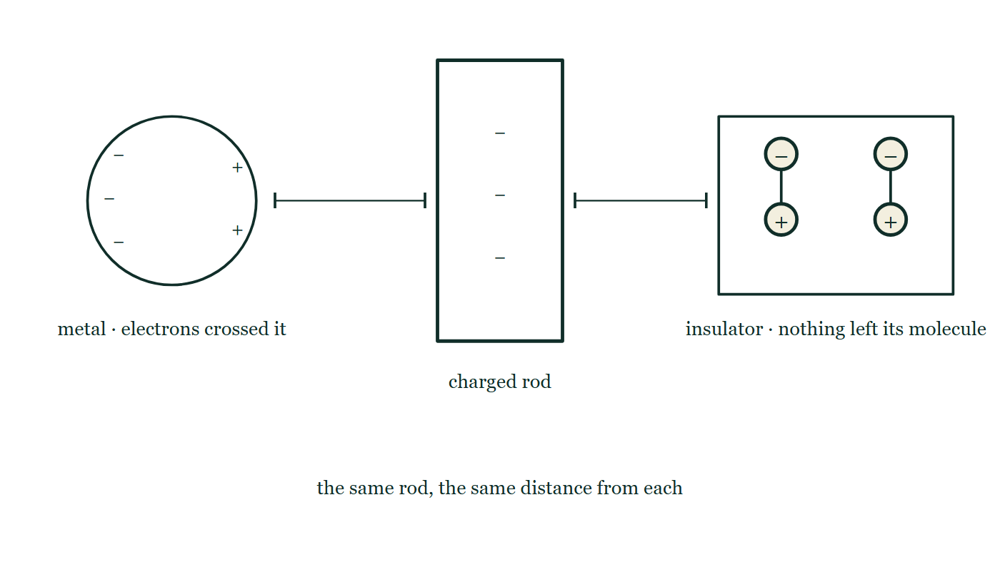 − + − + −
− − −
− − + +
metal · electrons crossed it
insulator · nothing left its molecule
charged rod
the same rod, the same distance from each